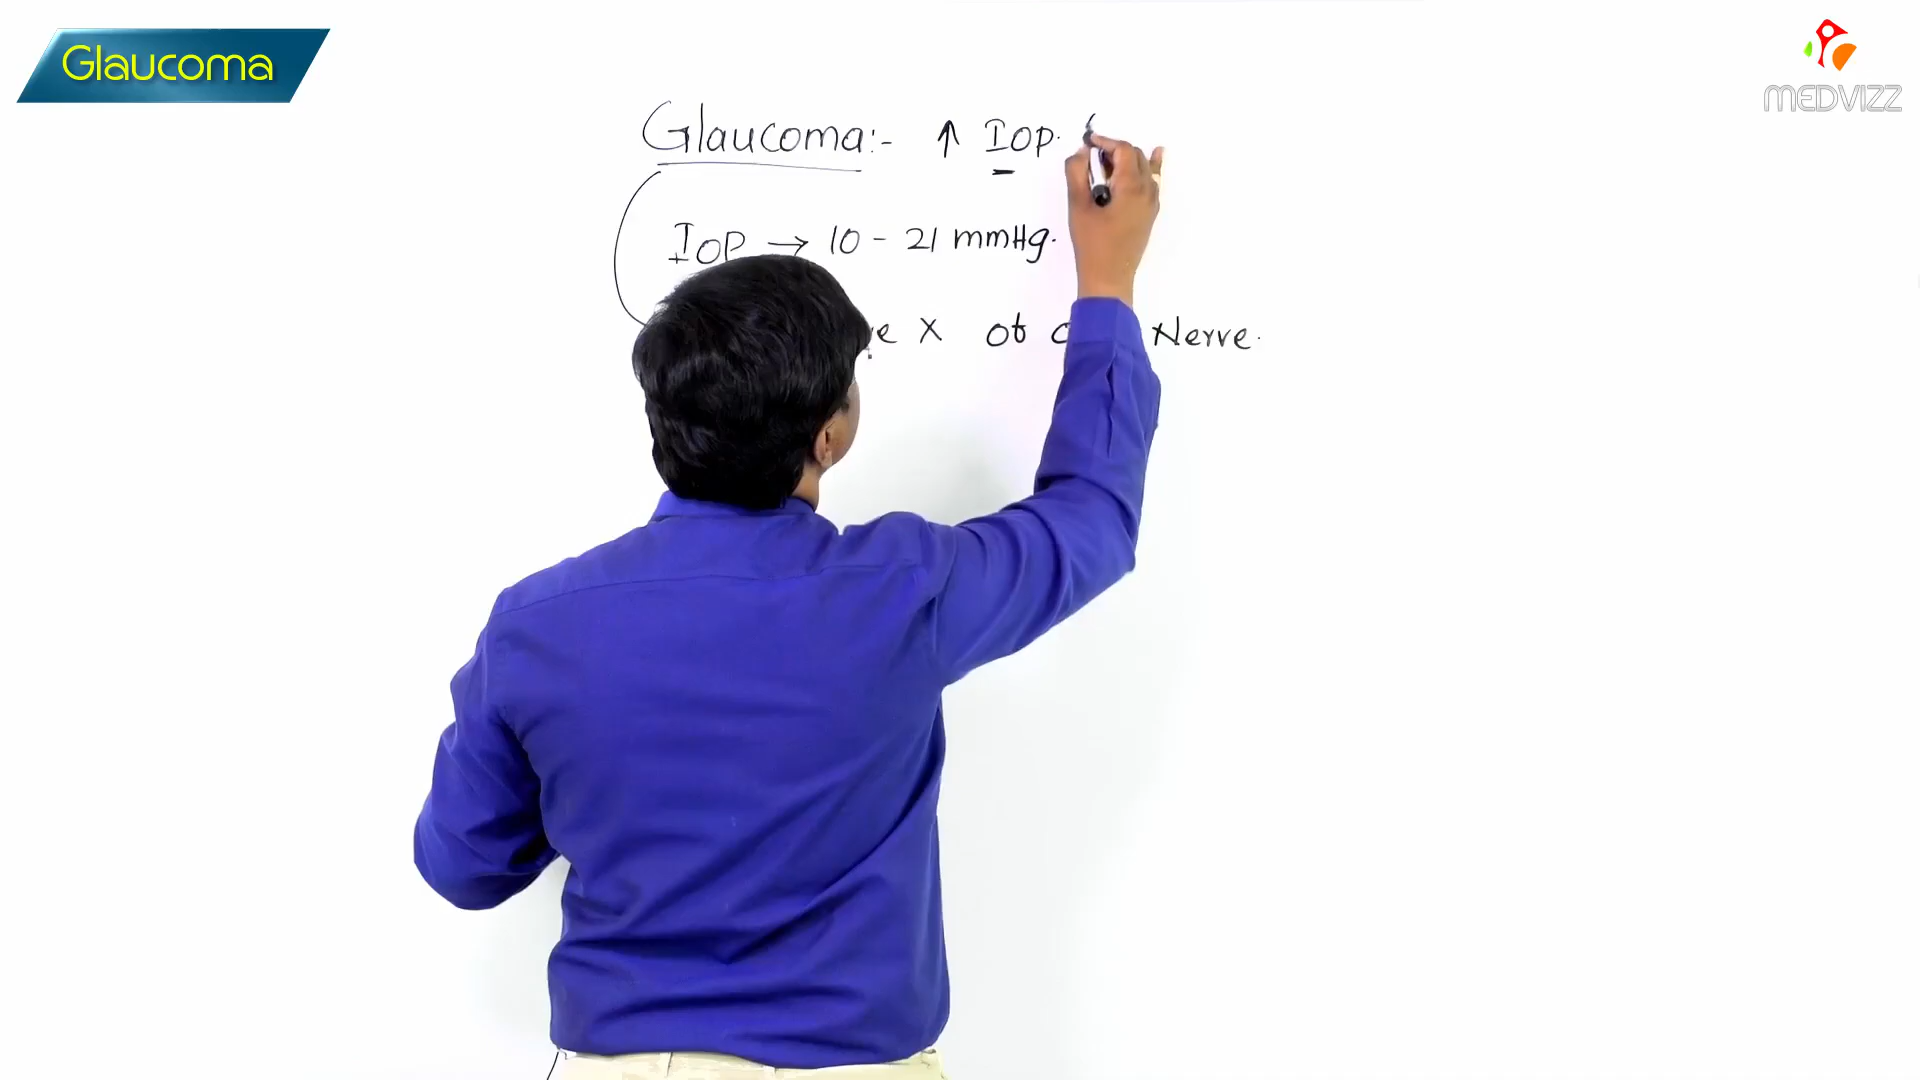 Glaucoma
MEDVIZZ
Glaucoma:- ↑ IOP. (
IOP → 10 - 21 mmHg.
X of Nerve.